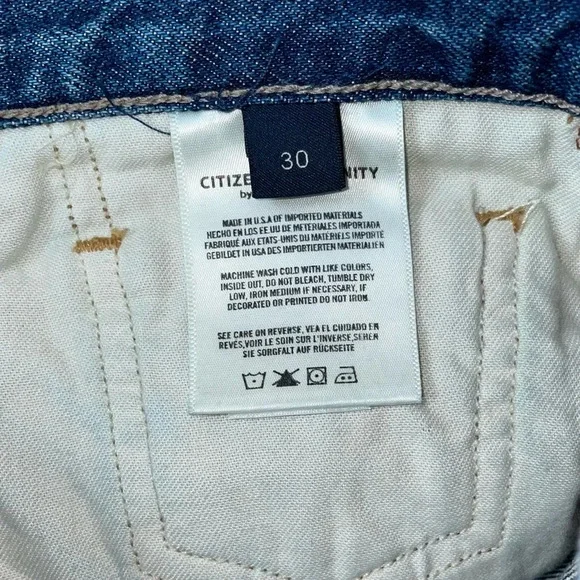 30
CITIZE NITY
by
MADE IN U.S.A OF IMPORTED MATERIALS
HECHO EN LOS EE UU DE METERIALES IMPORTADA
FABRIQUÉ AUX ETATS-UNIS DU MATÉRIELS IMPORTÉ
GEBILDET IN USA DES IMPORTIERTEN MATERIALEN
MACHINE WASH COLD WITH LIKE COLORS,
INSIDE OUT, DO NOT BLEACH, TUMBLE DRY
LOW, IRON MEDIUM IF NECESSARY, IF
DECORATED OR PRINTED DO NOT IRON.
SEE CARE ON REVERSE, VEA EL CUIDADO EN
REVÉS,VOIR LE SOIN SUR L'INVERSE,SEHEN
SIE SORGFALT AUF RÜCKSEITE